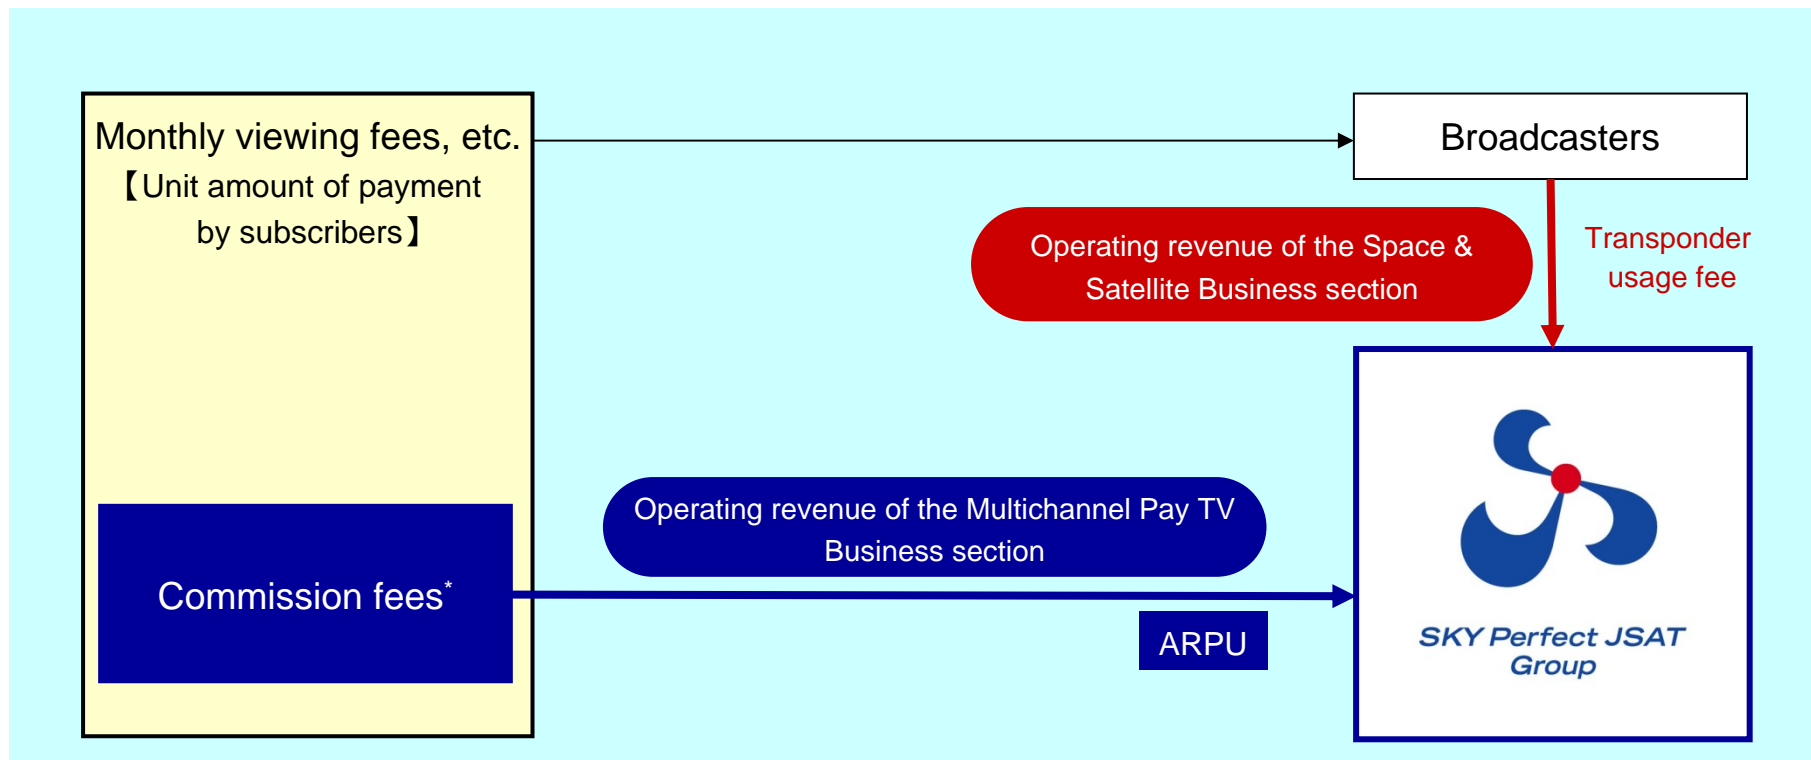 Monthly viewing fees, etc.
【Unit amount of payment
by subscribers】
Broadcasters
Operating revenue of the Space &
Satellite Business section
Transponder
usage fee
Operating revenue of the Multichannel Pay TV
Business section
Commission fees*
ARPU
SKY Perfect JSAT
Group